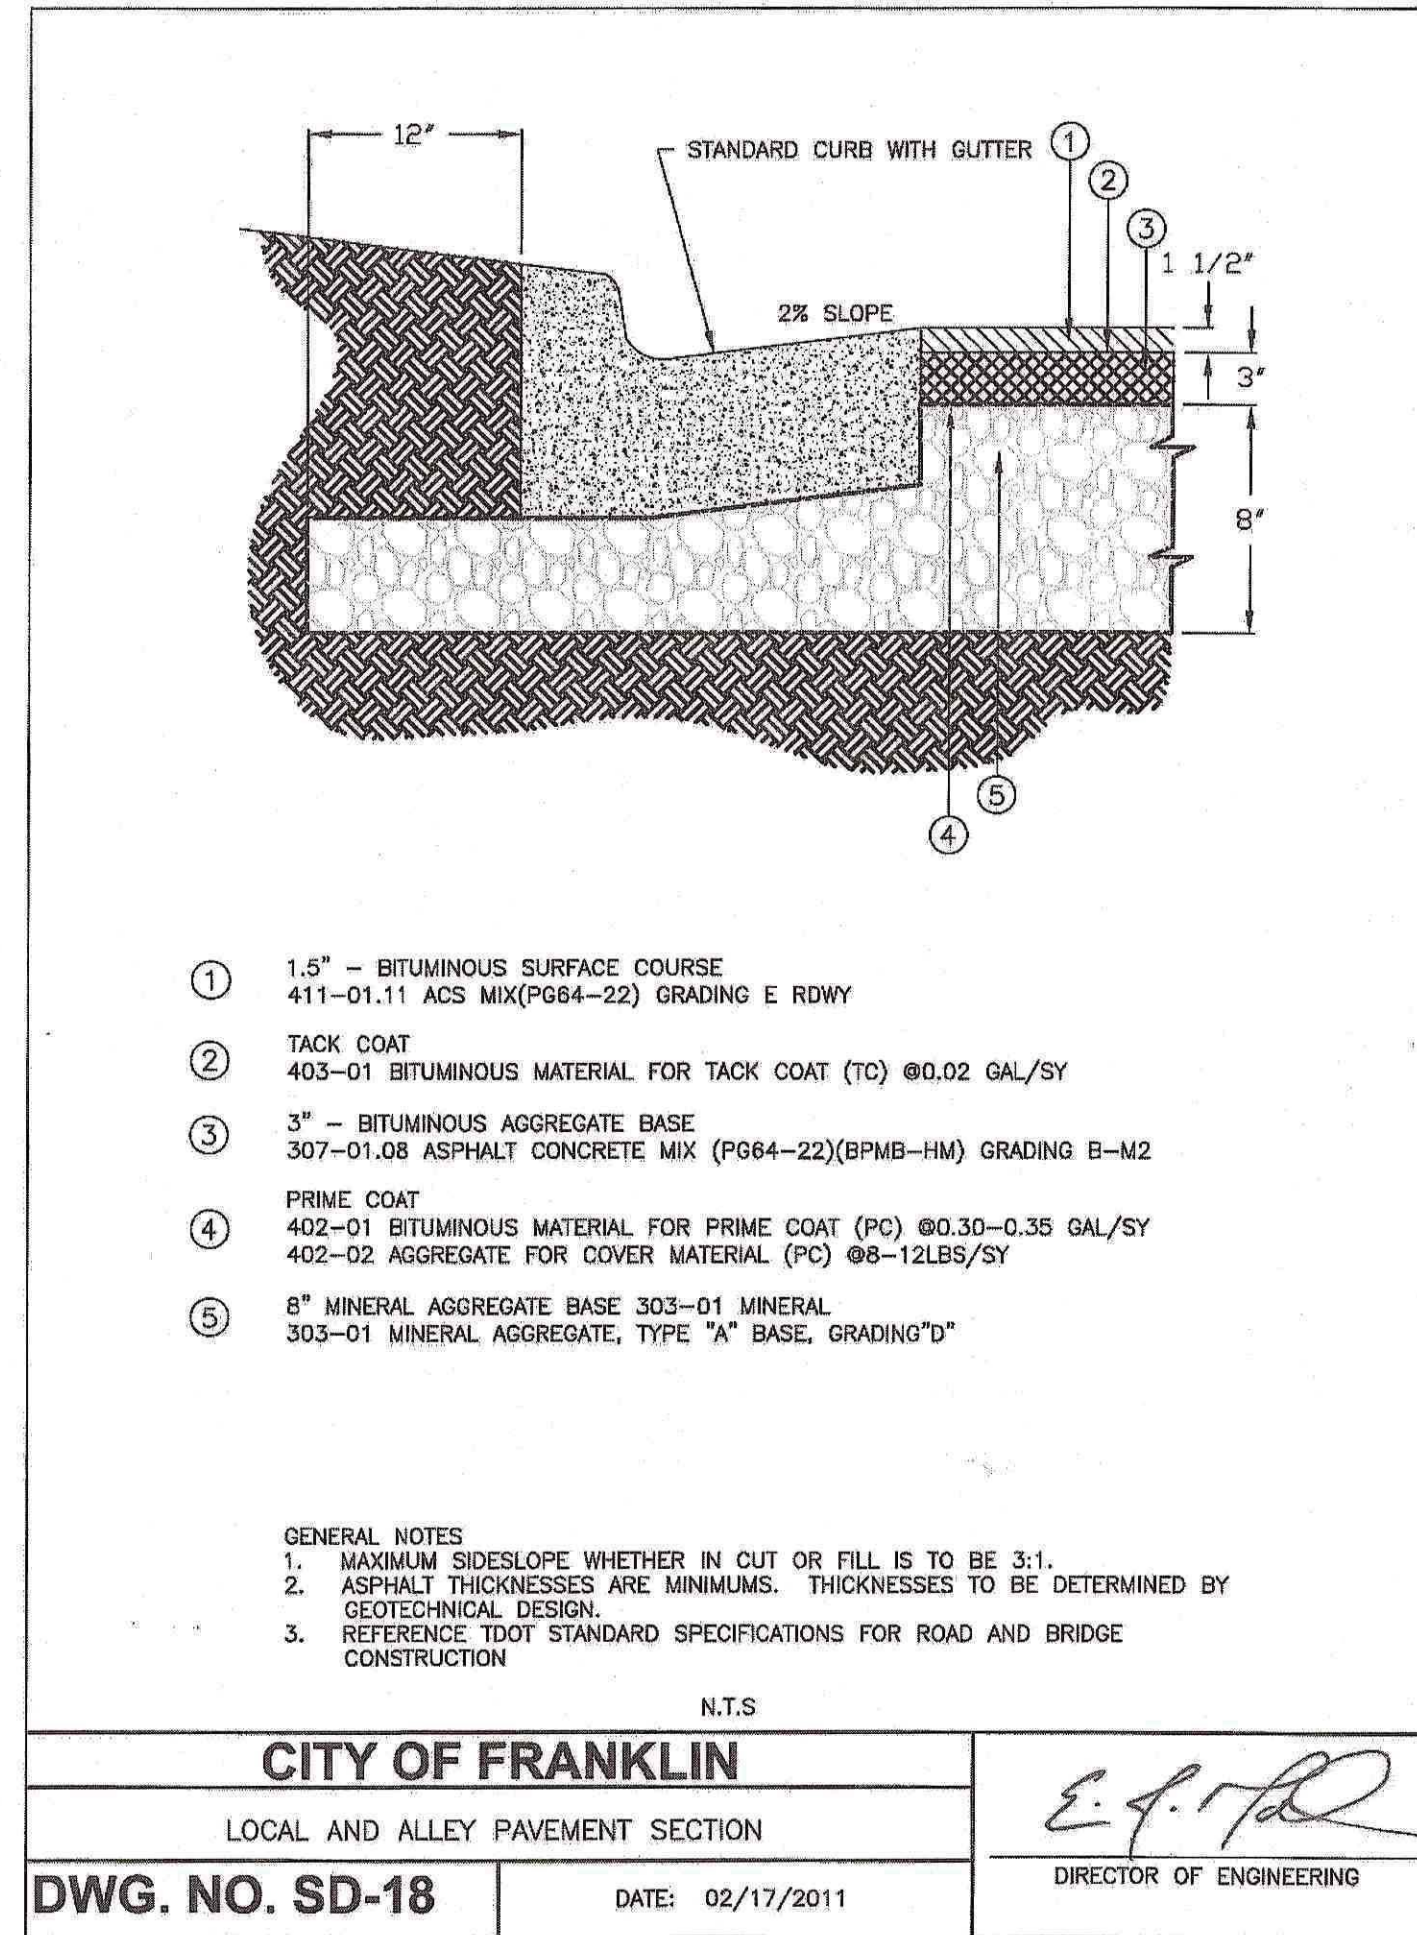 12"
STANDARD CURB WITH GUTTER
1
2
3
1 1/2"
2% SLOPE
3"
8"
5
4
1 1.5" – BITUMINOUS SURFACE COURSE
411–01.11 ACS MIX(PG64–22) GRADING E RDWY
2 TACK COAT
403–01 BITUMINOUS MATERIAL FOR TACK COAT (TC) @0.02 GAL/SY
3 3" – BITUMINOUS AGGREGATE BASE
307–01.08 ASPHALT CONCRETE MIX (PG64–22)(BPMB–HM) GRADING B–M2
4 PRIME COAT
402–01 BITUMINOUS MATERIAL FOR PRIME COAT (PC) @0.30–0.35 GAL/SY
402–02 AGGREGATE FOR COVER MATERIAL (PC) @8–12LBS/SY
5 8" MINERAL AGGREGATE BASE 303–01 MINERAL
303–01 MINERAL AGGREGATE, TYPE "A" BASE, GRADING"D"
GENERAL NOTES
1. MAXIMUM SIDESLOPE WHETHER IN CUT OR FILL IS TO BE 3:1.
2. ASPHALT THICKNESSES ARE MINIMUMS. THICKNESSES TO BE DETERMINED BY
GEOTECHNICAL DESIGN.
3. REFERENCE TDOT STANDARD SPECIFICATIONS FOR ROAD AND BRIDGE
CONSTRUCTION
N.T.S
CITY OF FRANKLIN
LOCAL AND ALLEY PAVEMENT SECTION
DWG. NO. SD-18
DATE: 02/17/2011
DIRECTOR OF ENGINEERING